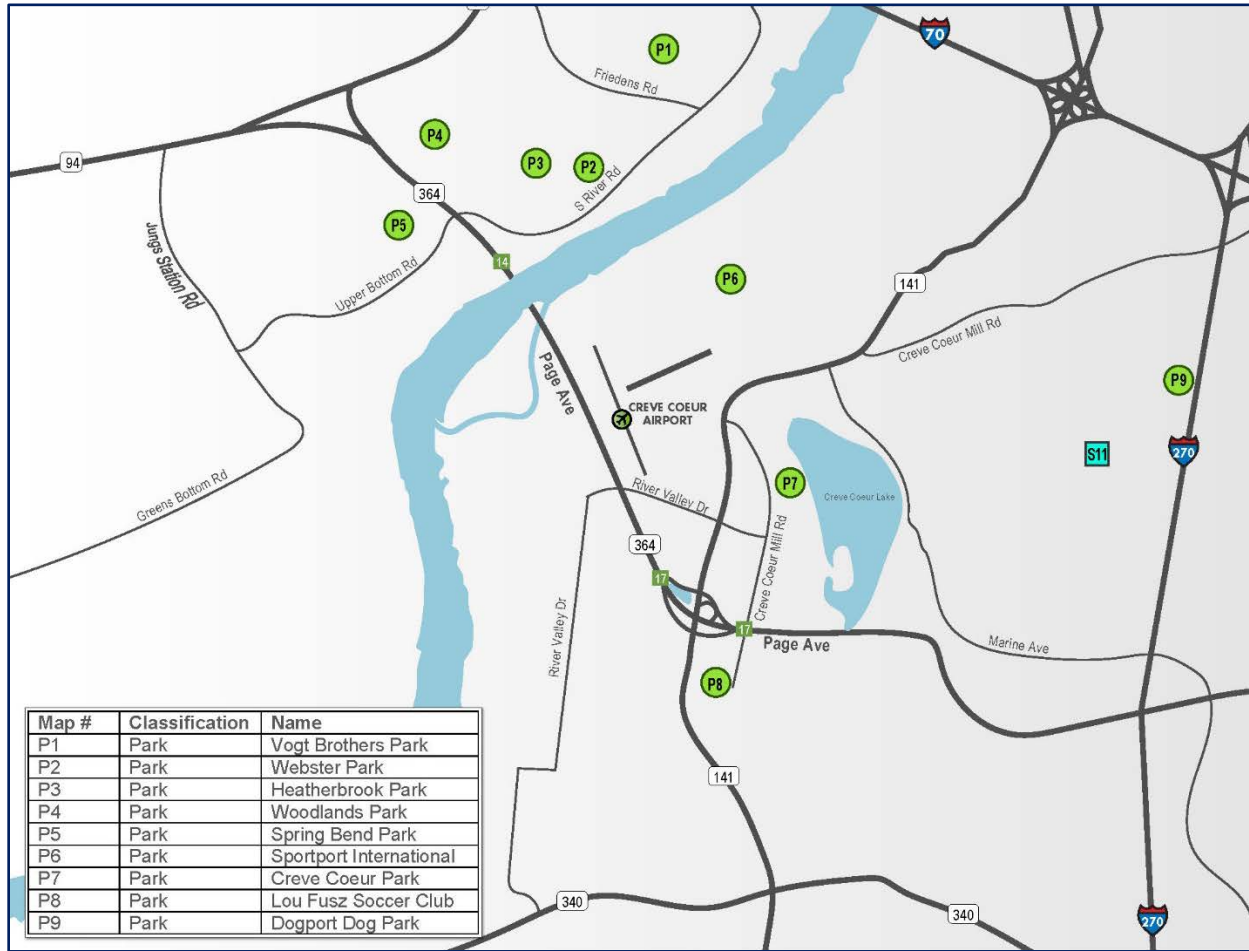 70
P1
Friedens Rd
P4
P3
P2
94
364
S River Rd
P5
Jungs Station Rd
Upper Bottom Rd
14
P6
141
Creve Coeur Mill Rd
Page Ave
P9
CREVE COEUR
AIRPORT
270
S11
P7
Creve Coeur Lake
River Valley Dr
Greens Bottom Rd
364
Creve Coeur Mill Rd
17
17
Page Ave
Marine Ave
River Valley Dr
P8
141
340
340
270
Map # Classification Name
P1 Park Vogt Brothers Park
P2 Park Webster Park
P3 Park Heatherbrook Park
P4 Park Woodlands Park
P5 Park Spring Bend Park
P6 Park Sportport International
P7 Park Creve Coeur Park
P8 Park Lou Fusz Soccer Club
P9 Park Dogport Dog Park